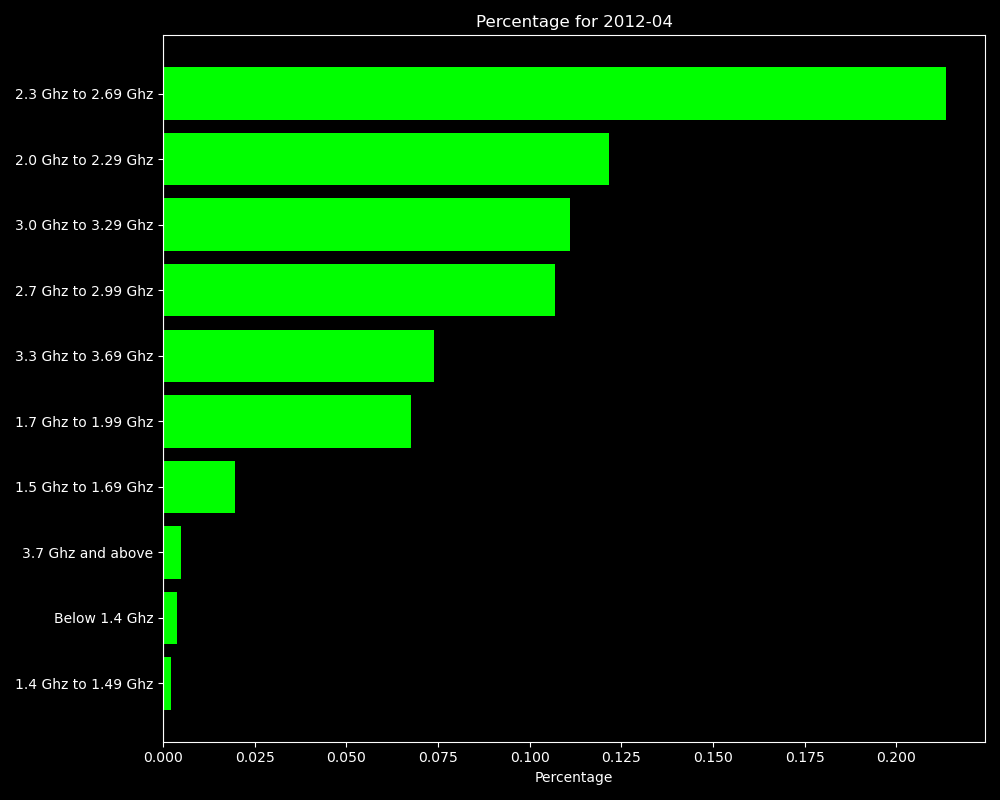 Percentage for 2012-04
2.3 Ghz to 2.69 Ghz
2.0 Ghz to 2.29 Ghz
3.0 Ghz to 3.29 Ghz
2.7 Ghz to 2.99 Ghz
3.3 Ghz to 3.69 Ghz
1.7 Ghz to 1.99 Ghz
1.5 Ghz to 1.69 Ghz
3.7 Ghz and above
Below 1.4 Ghz
1.4 Ghz to 1.49 Ghz
0.000 0.025 0.050 0.075 0.100 0.125 0.150 0.175 0.200
Percentage